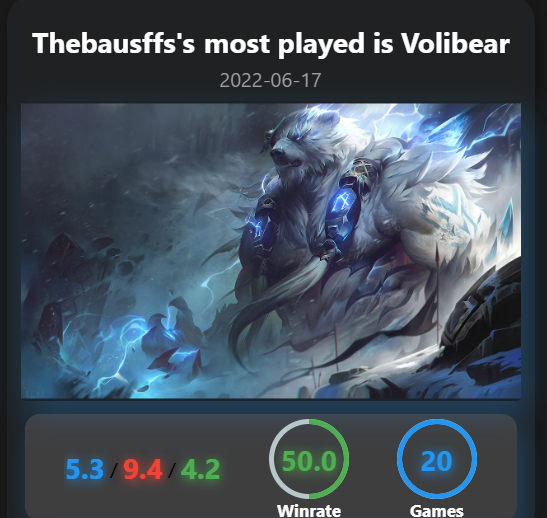 Thebausffs's most played is Volibear
2022-06-17
5.3 / 9.4 / 4.2
50.0
20
Winrate
Games